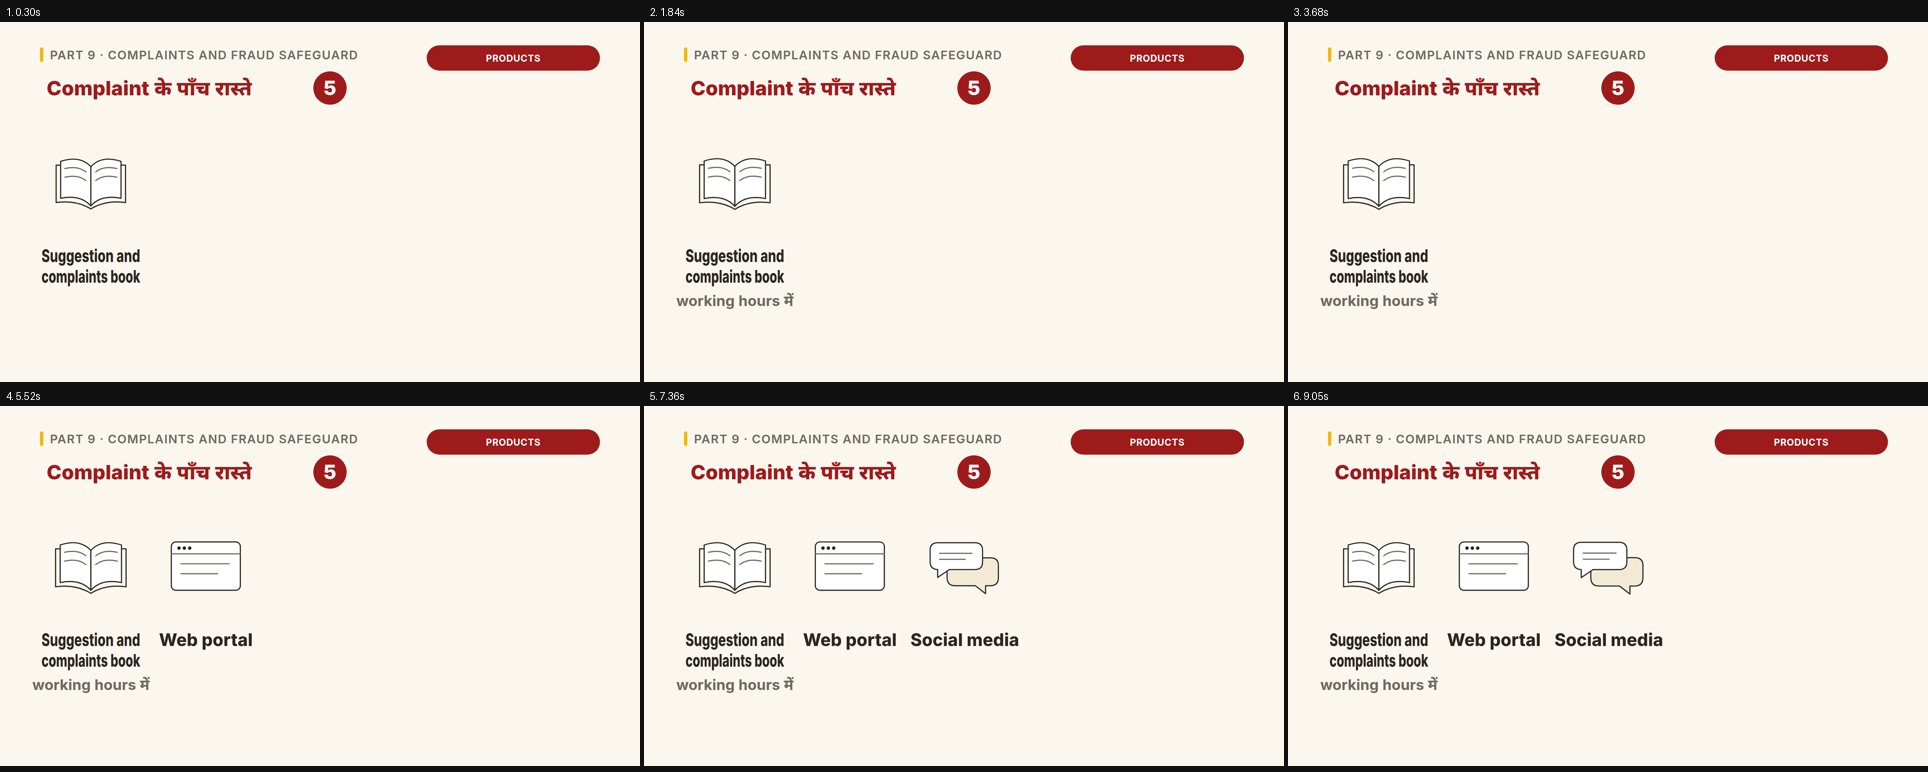 1. 0.30s
PART 9 · COMPLAINTS AND FRAUD SAFEGUARD
PRODUCTS
Complaint के पाँच रास्ते
5
Suggestion and
complaints book
2. 1.84s
PART 9 · COMPLAINTS AND FRAUD SAFEGUARD
PRODUCTS
Complaint के पाँच रास्ते
5
Suggestion and
complaints book
working hours में
3. 3.68s
PART 9 · COMPLAINTS AND FRAUD SAFEGUARD
PRODUCTS
Complaint के पाँच रास्ते
5
Suggestion and
complaints book
working hours में
4. 5.52s
PART 9 · COMPLAINTS AND FRAUD SAFEGUARD
PRODUCTS
Complaint के पाँच रास्ते
5
Suggestion and
complaints book
working hours में
Web portal
5. 7.36s
PART 9 · COMPLAINTS AND FRAUD SAFEGUARD
PRODUCTS
Complaint के पाँच रास्ते
5
Suggestion and
complaints book
working hours में
Web portal
Social media
6. 9.05s
PART 9 · COMPLAINTS AND FRAUD SAFEGUARD
PRODUCTS
Complaint के पाँच रास्ते
5
Suggestion and
complaints book
working hours में
Web portal
Social media